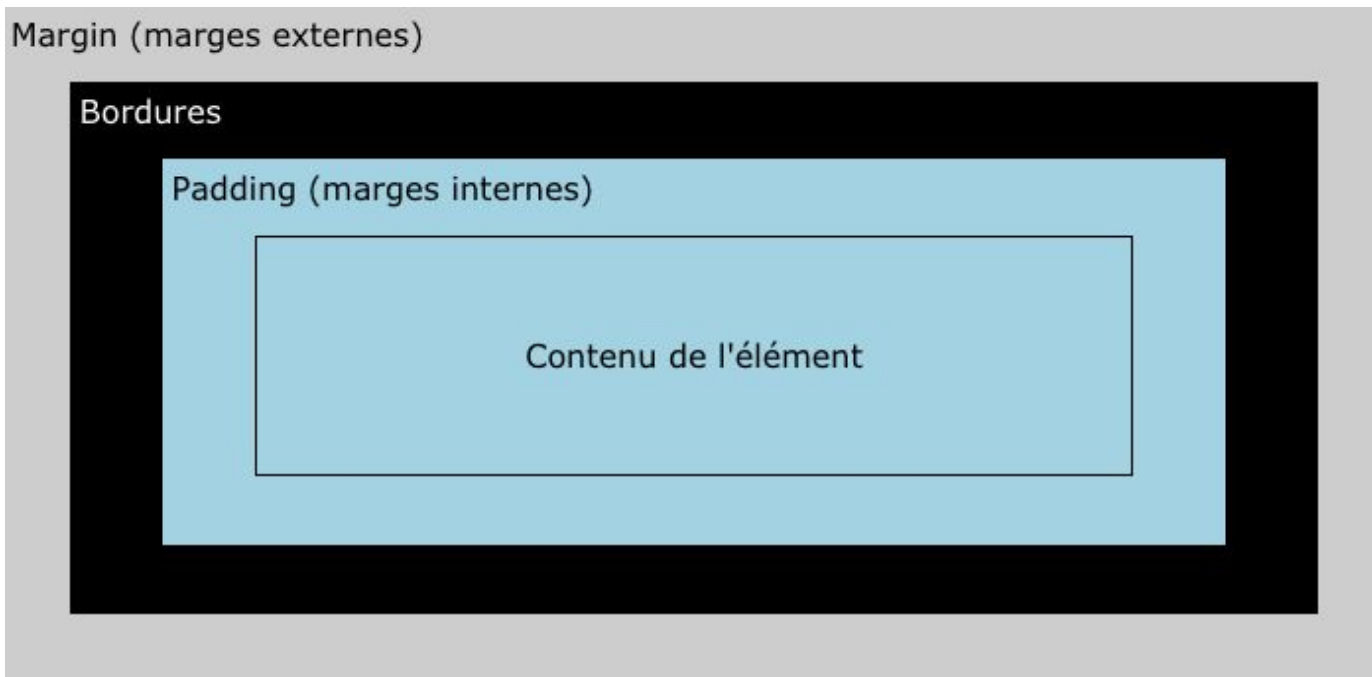 Margin (marges externes)
Bordures
Padding (marges internes)
Contenu de l'élément